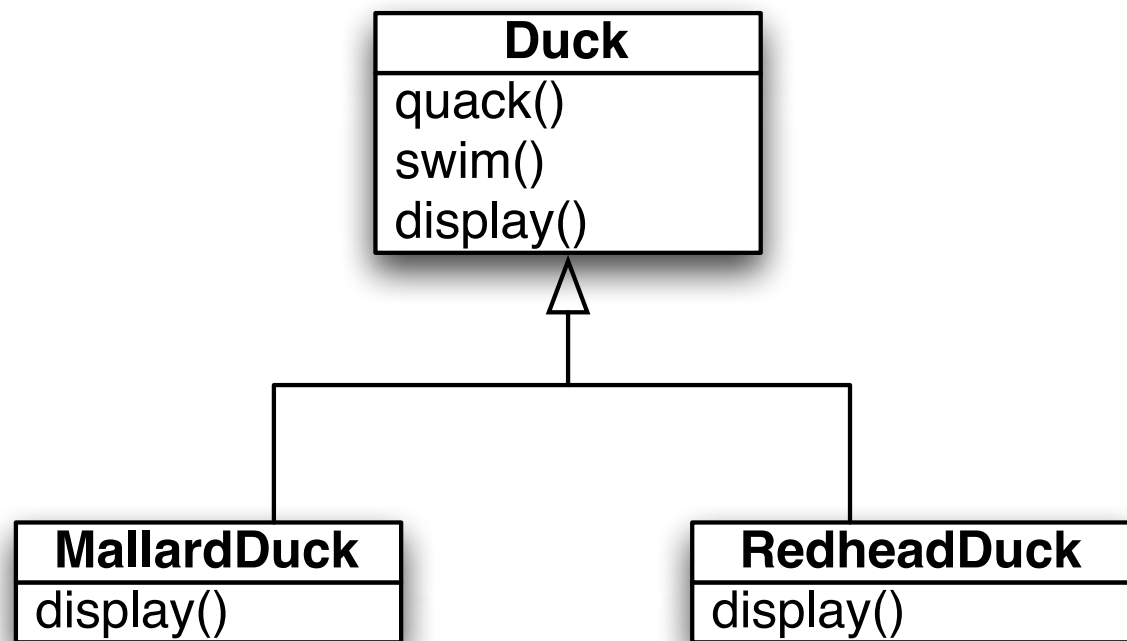 Duck
quack()
swim()
display()
MallardDuck
display()
RedheadDuck
display()